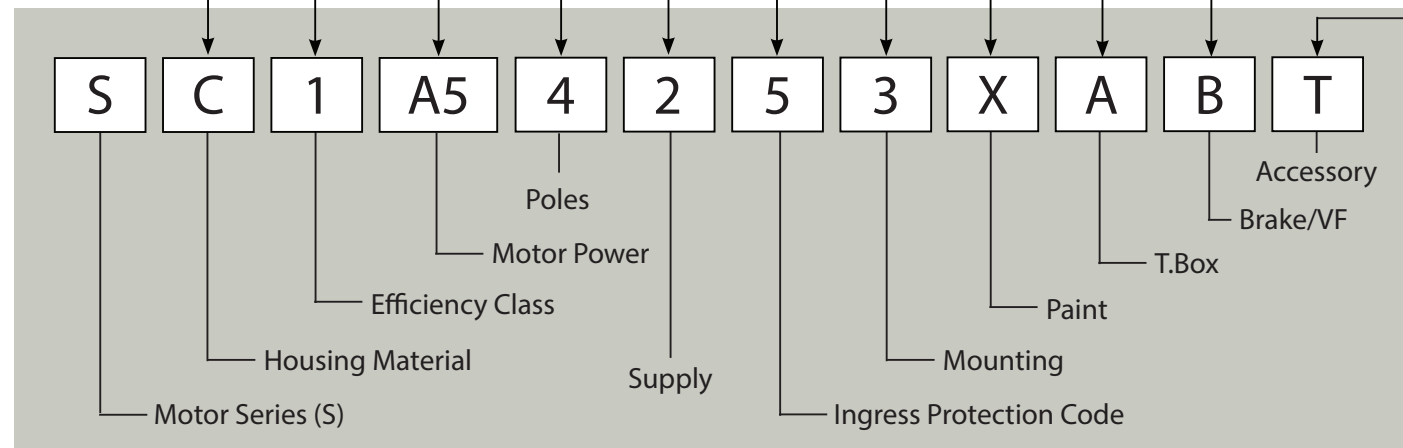 S C 1 A5 4 2 5 3 X A B T
Accessory
Poles
Brake/VF
Motor Power
T.Box
Efficiency Class
Paint
Housing Material
Mounting
Supply
Motor Series (S)
Ingress Protection Code